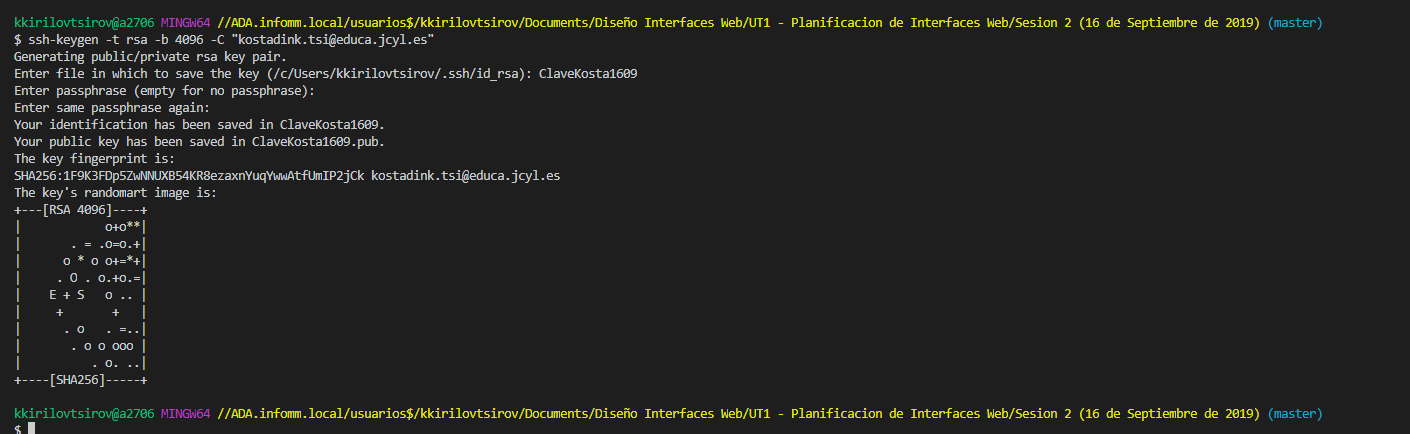 kkirilovtsirov@a2706 MINGW64 //ADA.infomm.local/usuarios$/kkirilovtsirov/Documents/Diseño Interfaces Web/UT1 - Planificacion de Interfaces Web/Sesion 2 (16 de Septiembre de 2019) (master)
$ ssh-keygen -t rsa -b 4096 -C "kostadink.tsi@educa.jcyl.es"
Generating public/private rsa key pair.
Enter file in which to save the key (/c/Users/kkirilovtsirov/.ssh/id_rsa): ClaveKosta1609
Enter passphrase (empty for no passphrase):
Enter same passphrase again:
Your identification has been saved in ClaveKosta1609.
Your public key has been saved in ClaveKosta1609.pub.
The key fingerprint is:
SHA256:1F9K3FDp5ZwNNUXB54KR8ezaxnYuqYwwAtfUmIP2jCk kostadink.tsi@educa.jcyl.es
The key's randomart image is:
+---[RSA 4096]----+
|            o+o**|
|       . = .o=o.+|
|      o * o o+=*+|
|     . O . o.+o.=|
|    E + S   o .. |
|     +       +   |
|      . o   . =..|
|       . o o ooo |
|          . o. ..|
+----[SHA256]-----+
kkirilovtsirov@a2706 MINGW64 //ADA.infomm.local/usuarios$/kkirilovtsirov/Documents/Diseño Interfaces Web/UT1 - Planificacion de Interfaces Web/Sesion 2 (16 de Septiembre de 2019) (master)
$